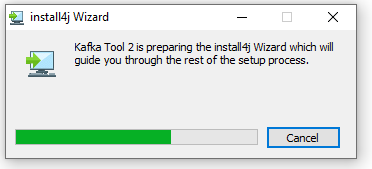 install4j Wizard
Kafka Tool 2 is preparing the install4j Wizard which will
guide you through the rest of the setup process.
Cancel